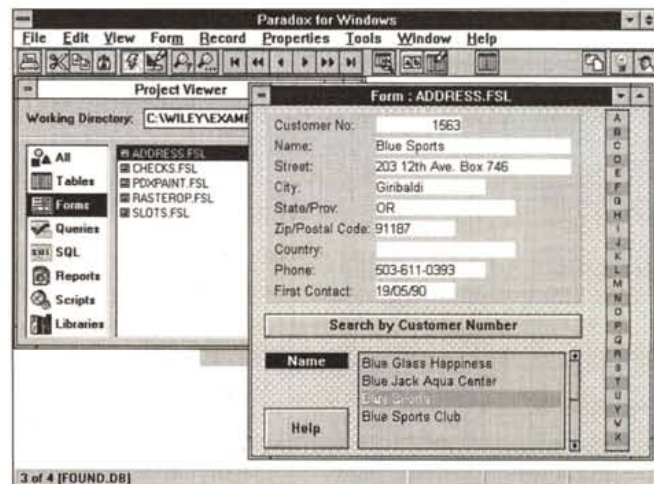 Paradox for Windows
File Edit View Form Record Properties Tools Window Help
Project Viewer
Working Directory: C:\WILEY\EXAMP
All
Tables
Forms
Queries
SQL
Reports
Scripts
Libraries
ADDRESS.FSL
CHECKS.FSL
PDXPAINT.FSL
RASTEROP.FSL
SLOTS.FSL
Form : ADDRESS.FSL
Customer No: 1563
Name: Blue Sports
Street: 203 12th Ave. Box 746
City: Giribaldi
State/Prov: OR
Zip/Postal Code: 91187
Country:
Phone: 503-611-0393
First Contact: 19/05/90
Search by Customer Number
Name
Blue Glass Happiness
Blue Jack Aqua Center
Blue Sports
Blue Sports Club
Help
A
B
C
D
E
F
G
H
I
J
K
L
M
N
O
P
Q
R
S
T
U
V
W
X
3 of 4 [FOUND.DB]